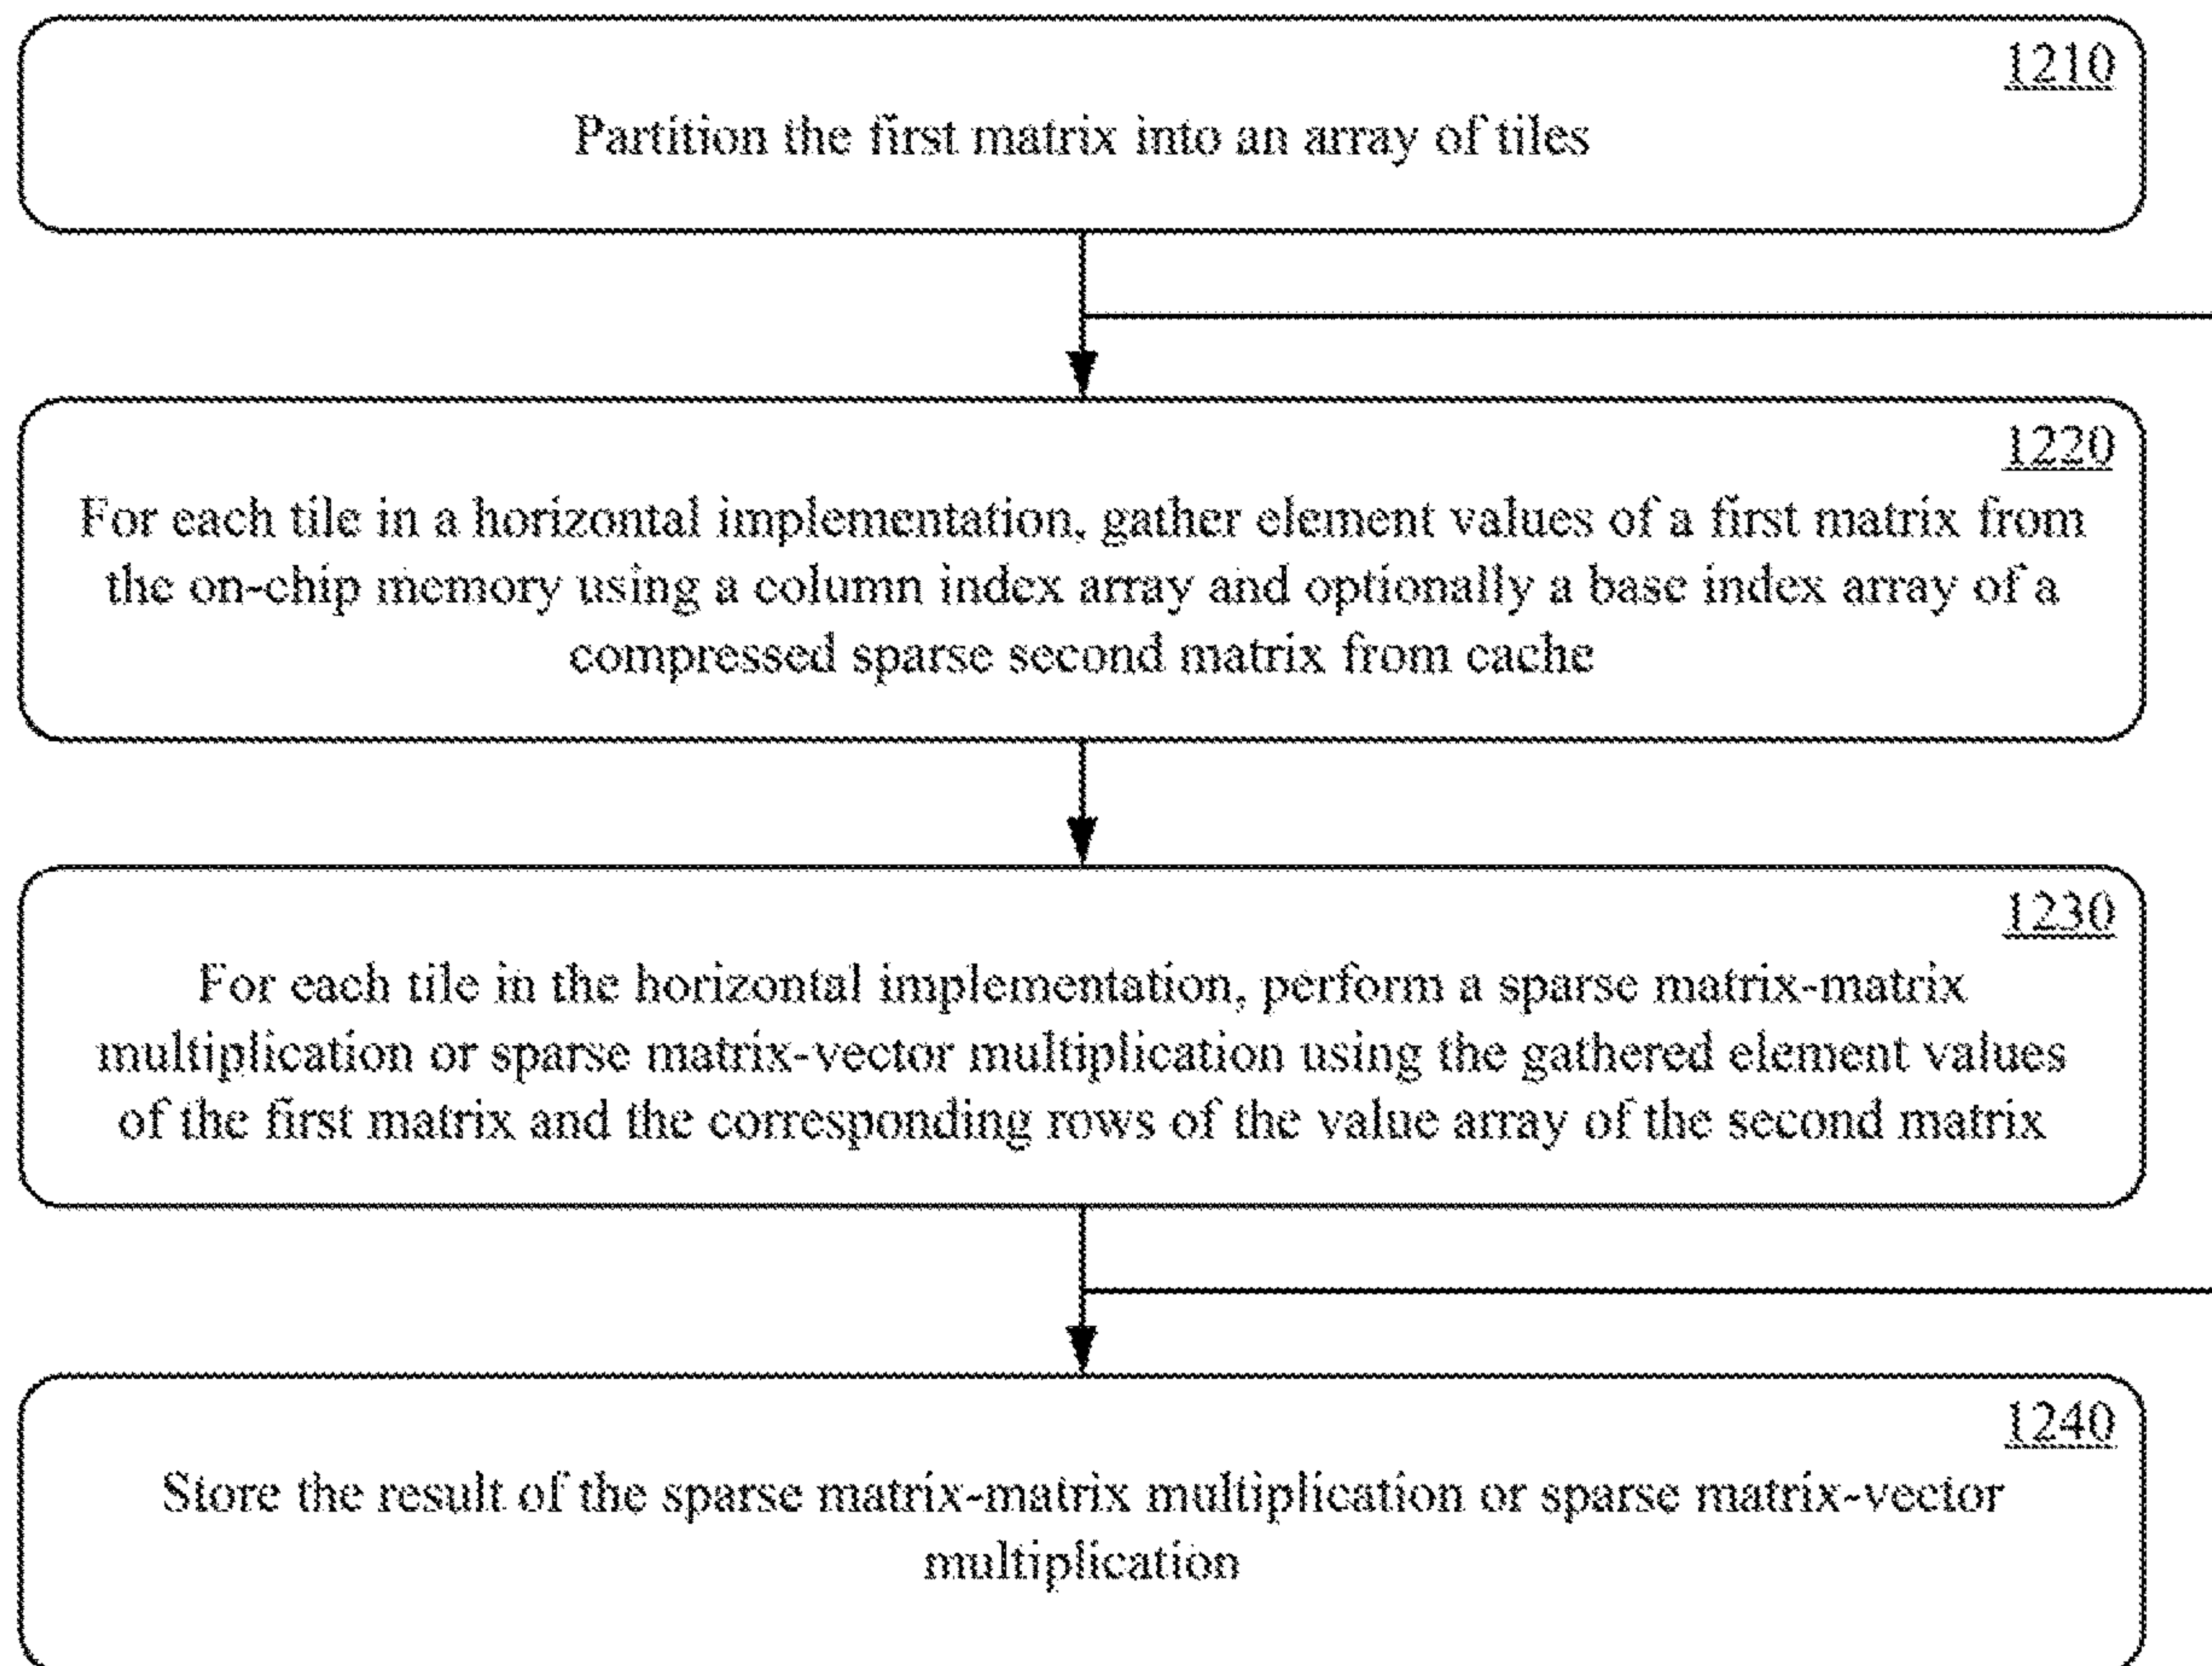 1210
Partition the first matrix into an array of tiles
1220
For each tile in a horizontal implementation, gather element values of a first matrix from
the on-chip memory using a column index array and optionally a base index array of a
compressed sparse second matrix from cache
1230
For each tile in the horizontal implementation, perform a sparse matrix-matrix
multiplication or sparse matrix-vector multiplication using the gathered element values
of the first matrix and the corresponding rows of the value array of the second matrix
1240
Store the result of the sparse matrix-matrix multiplication or sparse matrix-vector
multiplication